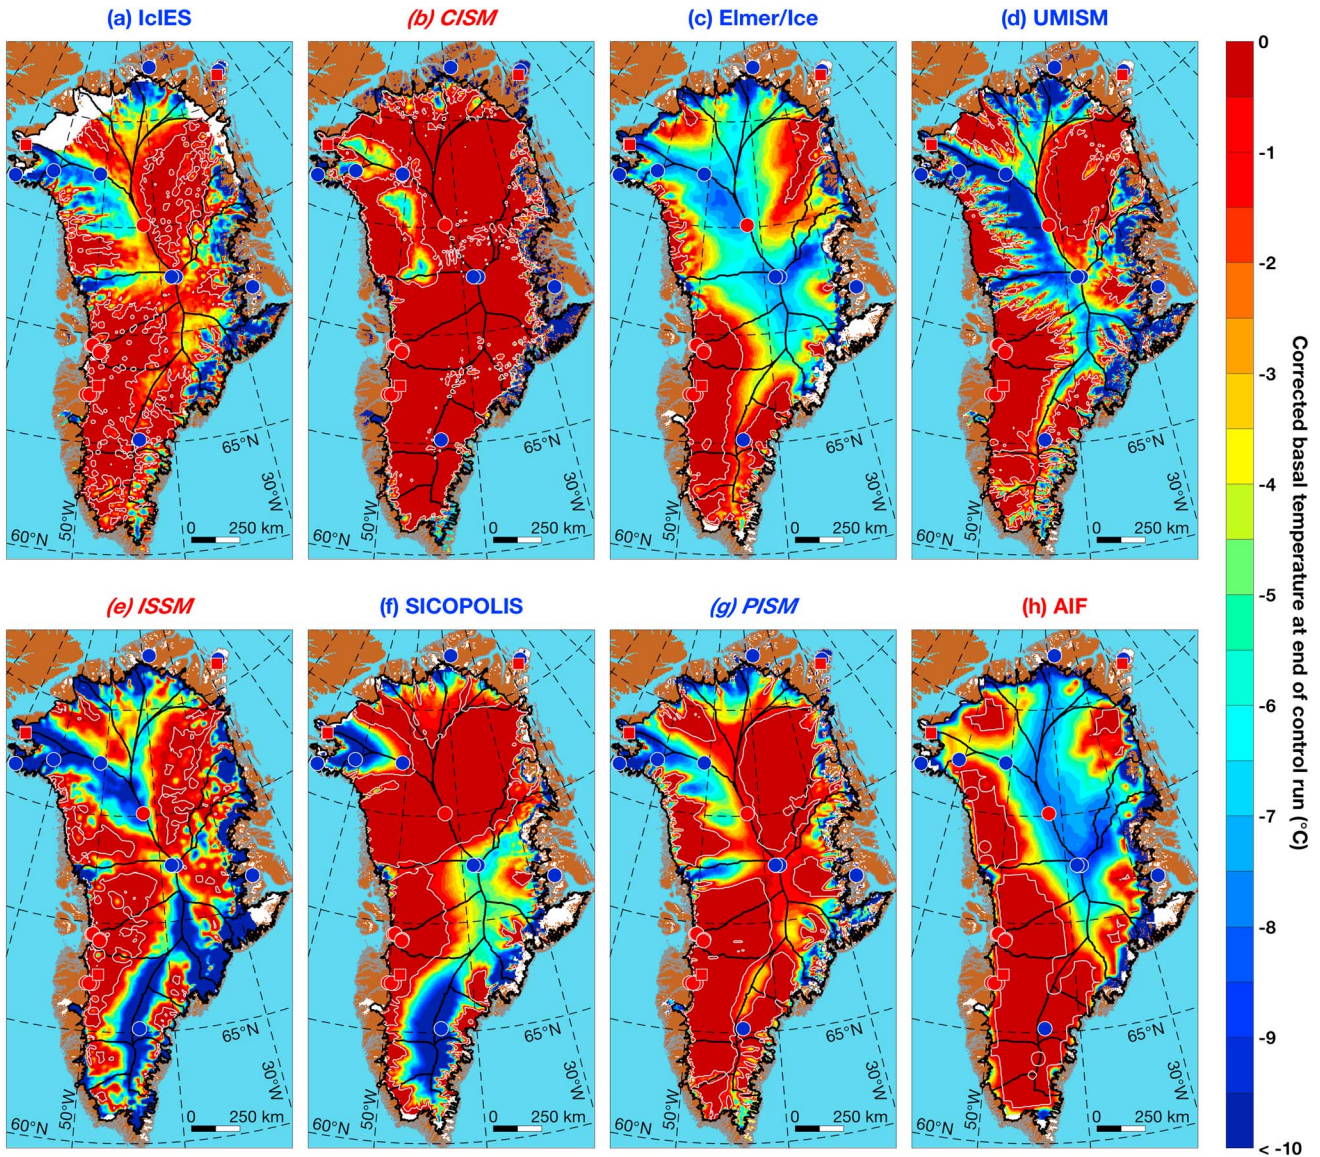 (a) IcIES
(b) CISM
(c) Elmer/Ice
(d) UMISM
65°N
30°W
50°W
60°N
0 250 km
65°N
30°W
50°W
60°N
0 250 km
65°N
30°W
50°W
60°N
0 250 km
65°N
30°W
50°W
60°N
0 250 km
(e) ISSM
(f) SICOPOLIS
(g) PISM
(h) AIF
65°N
30°W
50°W
60°N
0 250 km
65°N
30°W
50°W
60°N
0 250 km
65°N
30°W
50°W
60°N
0 250 km
65°N
30°W
50°W
60°N
0 250 km
0
-1
-2
-3
-4
-5
-6
-7
-8
-9
< -10
Corrected basal temperature at end of control run (°C)